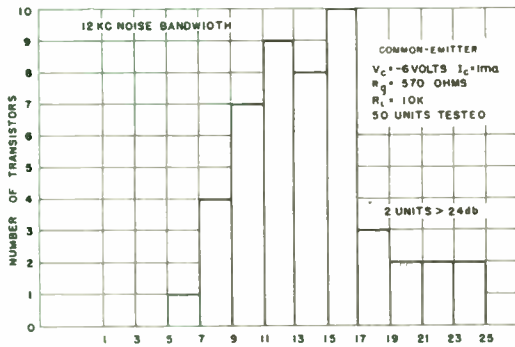 12 KC NOISE BANDWIDTH
COMMON-EMITTER
Vc=-6VOLTS Ic=1ma
Rg= 570 OHMS
RL= 10K
50 UNITS TESTED
2 UNITS > 24db
NUMBER OF TRANSISTORS
10
9
8
7
6
5
4
3
2
1
0
1 3 5 7 9 11 13 15 17 19 21 23 25